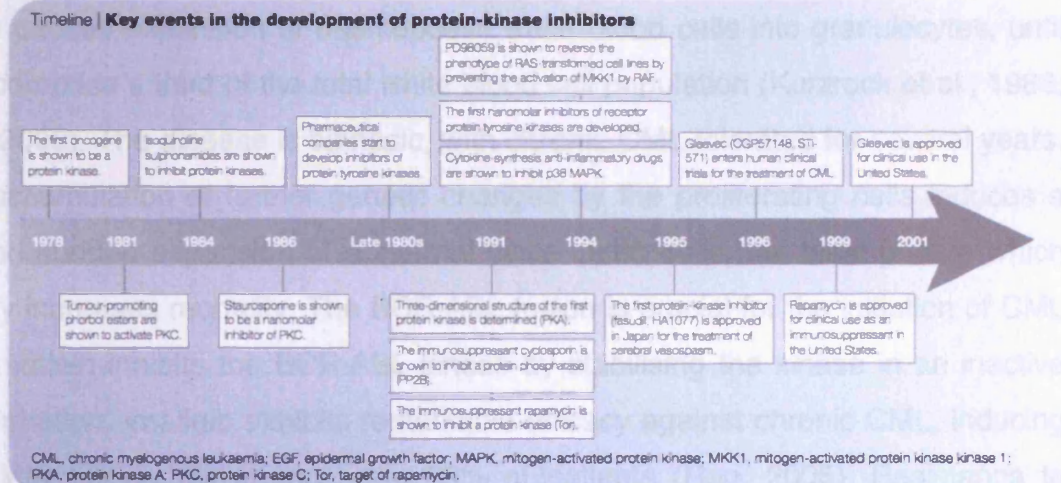 Timeline | Key events in the development of protein-kinase inhibitors
The first oncogene
is shown to be a
protein kinase.
Isoquinoline
sulphonamides are shown
to inhibit protein kinases.
Pharmaceutical
companies start to
develop inhibitors of
protein tyrosine kinases.
PD98059 is shown to reverse the
phenotype of RAS-transformed cell lines by
preventing the activation of MKK1 by RAF.
The first nanomolar inhibitors of receptor
protein tyrosine kinases are developed.
Cytokine-synthesis anti-inflammatory drugs
are shown to inhibit p38 MAPK.
Gleevec (CGP57148, STI-
571) enters human clinical
trials for the treatment of CML.
Gleevec is approved
for clinical use in the
United States.
1978 1981 1984 1986 Late 1980s 1991 1994 1995 1996 1999 2001
Tumour-promoting
phorbol esters are
shown to activate PKC.
Staurosporine is shown
to be a nanomolar
inhibitor of PKC.
Three-dimensional structure of the first
protein kinase is determined (PKA).
The immunosuppressant cyclosporin is
shown to inhibit a protein phosphatase
(PP2B).
The immunosuppressant rapamycin is
shown to inhibit a protein kinase (Tor).
The first protein-kinase inhibitor
(fasudil; HA1077) is approved
in Japan for the treatment of
cerebral vasospasm.
Rapamycin is approved
for clinical use as an
immunosuppressant in
the United States.
CML, chronic myelogenous leukaemia; EGF, epidermal growth factor; MAPK, mitogen-activated protein kinase; MKK1, mitogen-activated protein kinase kinase 1;
PKA, protein kinase A; PKC, protein kinase C; Tor, target of rapamycin.